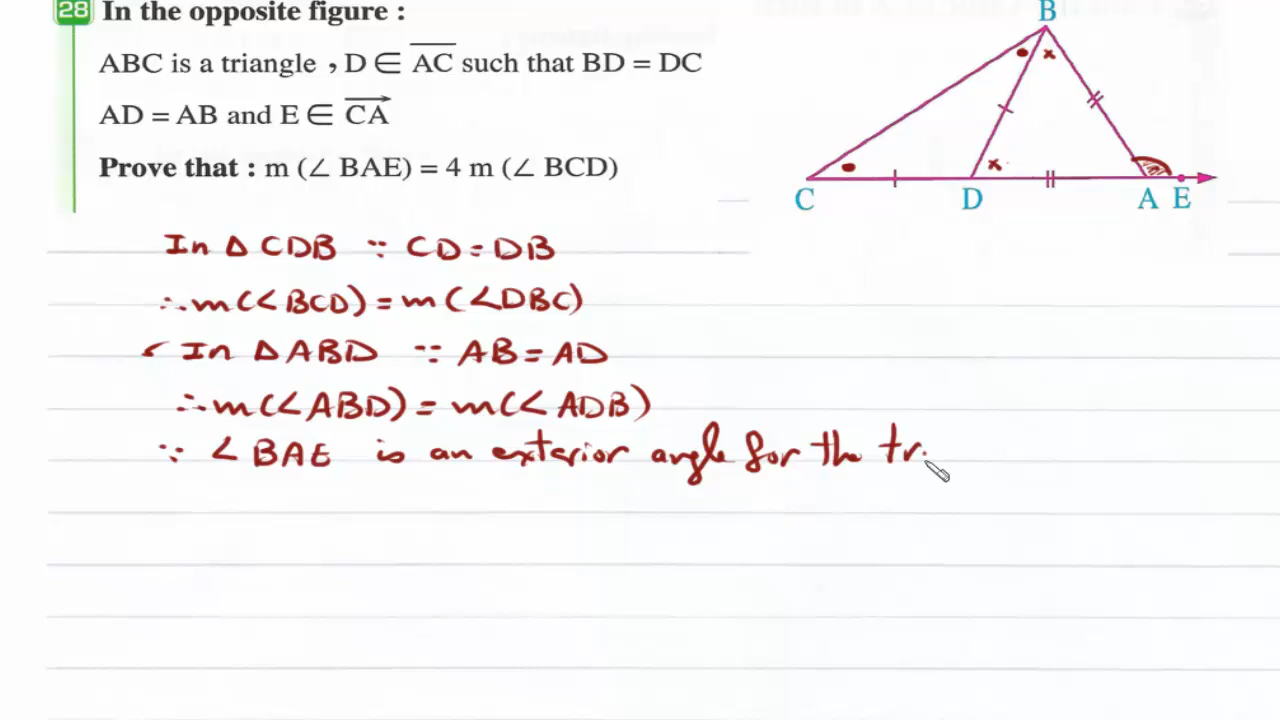 28 In the opposite figure :
ABC is a triangle , D ∈ AC such that BD = DC
AD = AB and E ∈ CA
Prove that : m (∠ BAE) = 4 m (∠ BCD)
B
C D A E
In Δ CDB ∵ CD = DB
∴ m(∠BCD) = m(∠DBC)
, In Δ ABD ∵ AB = AD
∴ m(∠ABD) = m(∠ADB)
∵ ∠BAE is an exterior angle for the tr